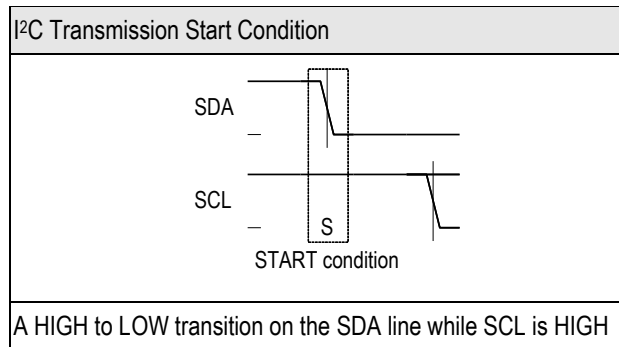 I²C Transmission Start Condition
SDA
SCL
S
START condition
A HIGH to LOW transition on the SDA line while SCL is HIGH